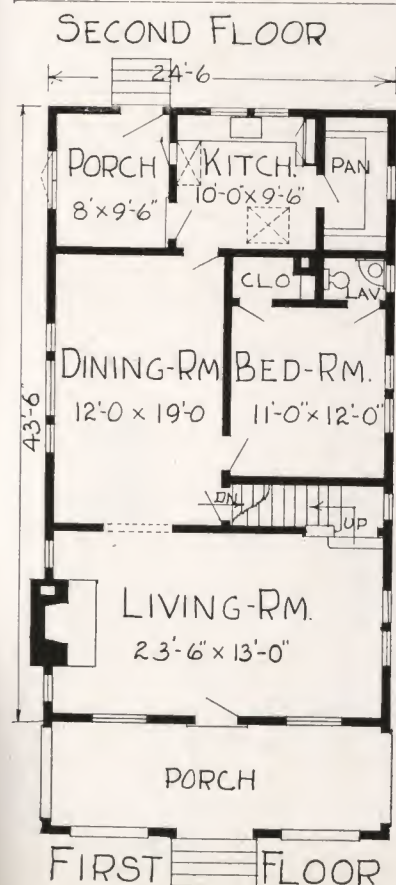 SECOND FLOOR
24'-6
PORCH
8'x9'-6"
KITCH.
10'-0"x9'-6"
PAN
CLO
LAV.
DINING-RM.
12'-0 x 19'-0
BED-RM.
11'-0" x 12'-0"
43'-6"
DN
UP
LIVING-RM.
23'-6" x 13'-0"
PORCH
FIRST FLOOR